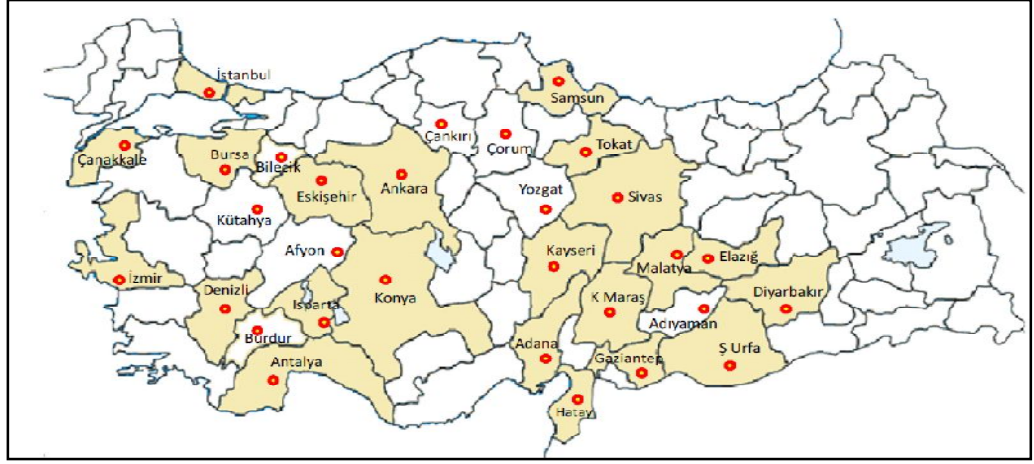 İstanbul
Samsun
Çankırı
Çorum
Tokat
Çanakkale
Bursa
Bilecik
Ankara
Eskişehir
Yozgat
Sivas
Kütahya
Afyon
Kayseri
Elazığ
Malatya
İzmir
Denizli
Isparta
Konya
K Maraş
Diyarbakır
Adıyaman
Burdur
Adana
Ş Urfa
Antalya
Gaziantep
Hatay